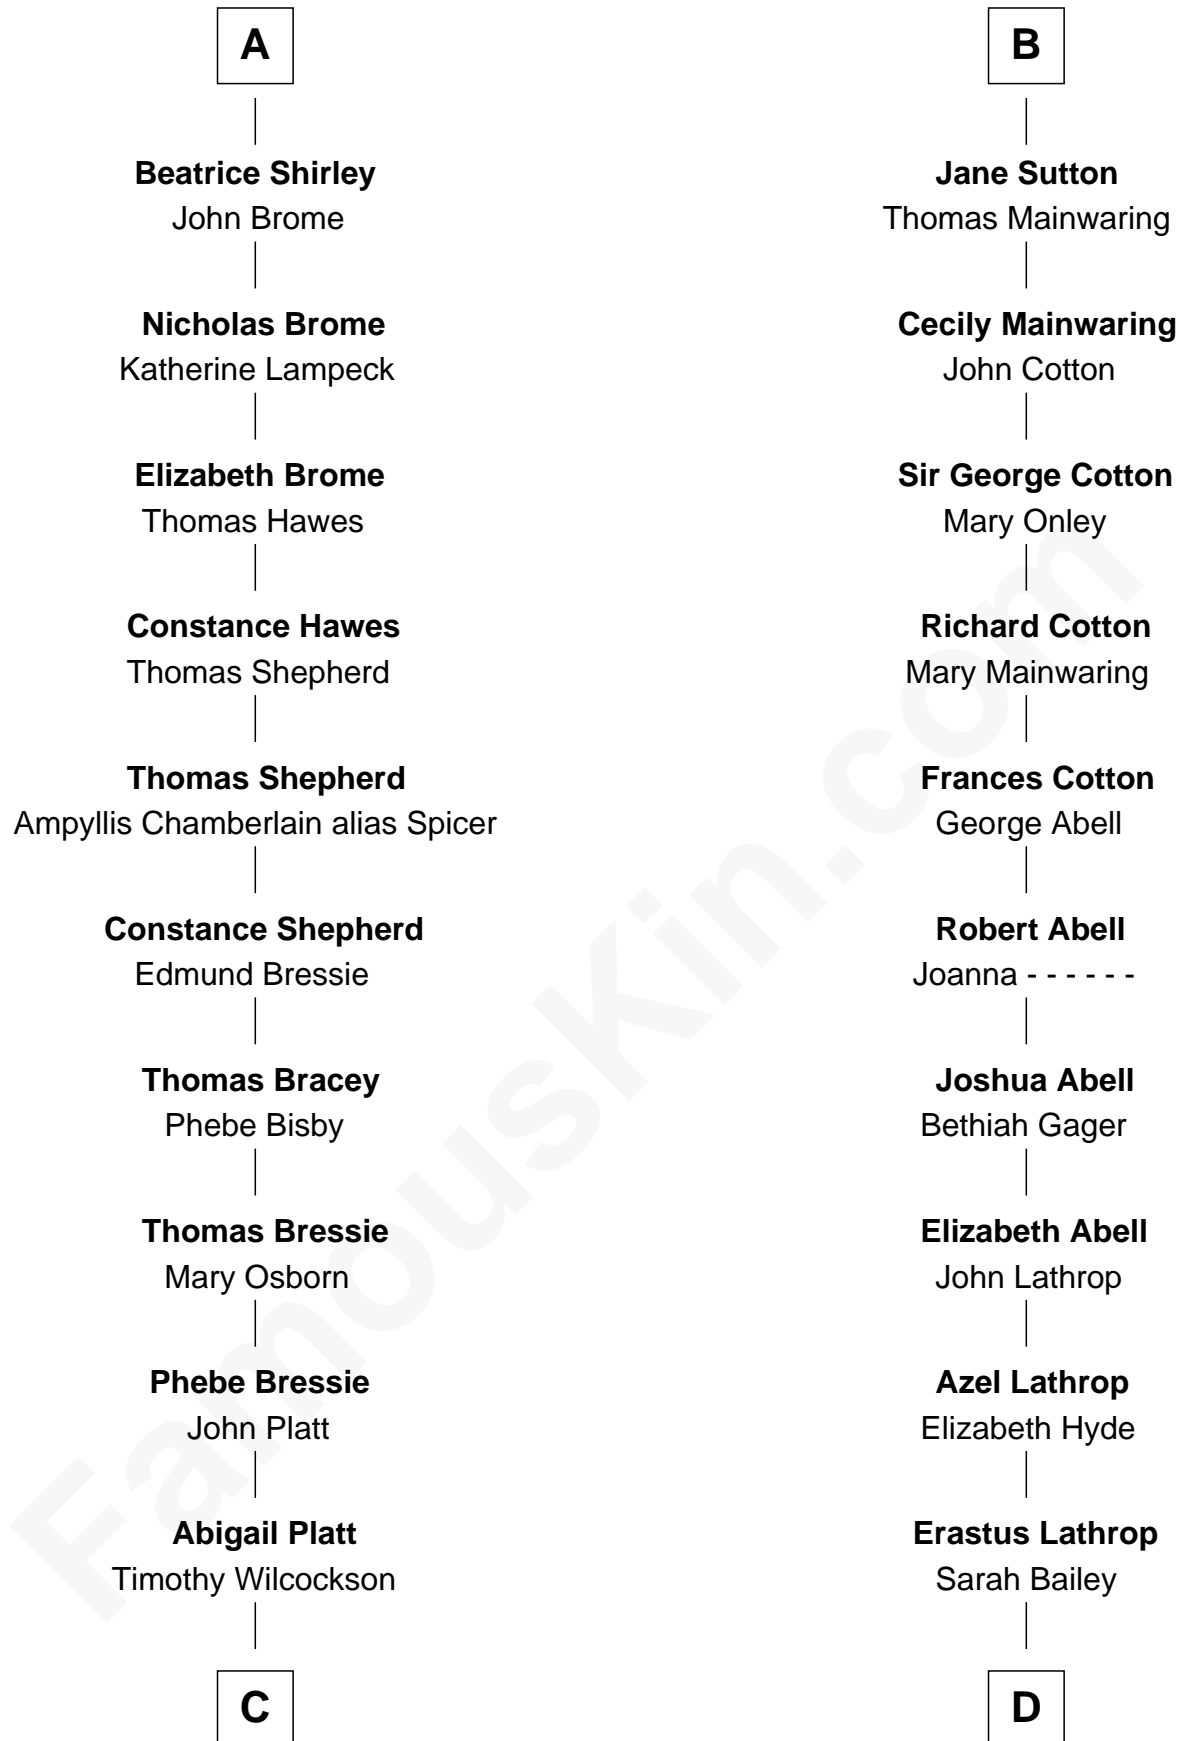 A
Beatrice Shirley
John Brome
Nicholas Brome
Katherine Lampeck
Elizabeth Brome
Thomas Hawes
Constance Hawes
Thomas Shepherd
Thomas Shepherd
Ampyllis Chamberlain alias Spicer
Constance Shepherd
Edmund Bressie
Thomas Bracey
Phebe Bisby
Thomas Bressie
Mary Osborn
Phebe Bressie
John Platt
Abigail Platt
Timothy Wilcockson
C
B
Jane Sutton
Thomas Mainwaring
Cecily Mainwaring
John Cotton
Sir George Cotton
Mary Onley
Richard Cotton
Mary Mainwaring
Frances Cotton
George Abell
Robert Abell
Joanna - - - - - -
Joshua Abell
Bethiah Gager
Elizabeth Abell
John Lathrop
Azel Lathrop
Elizabeth Hyde
Erastus Lathrop
Sarah Bailey
D
FamousKin.com